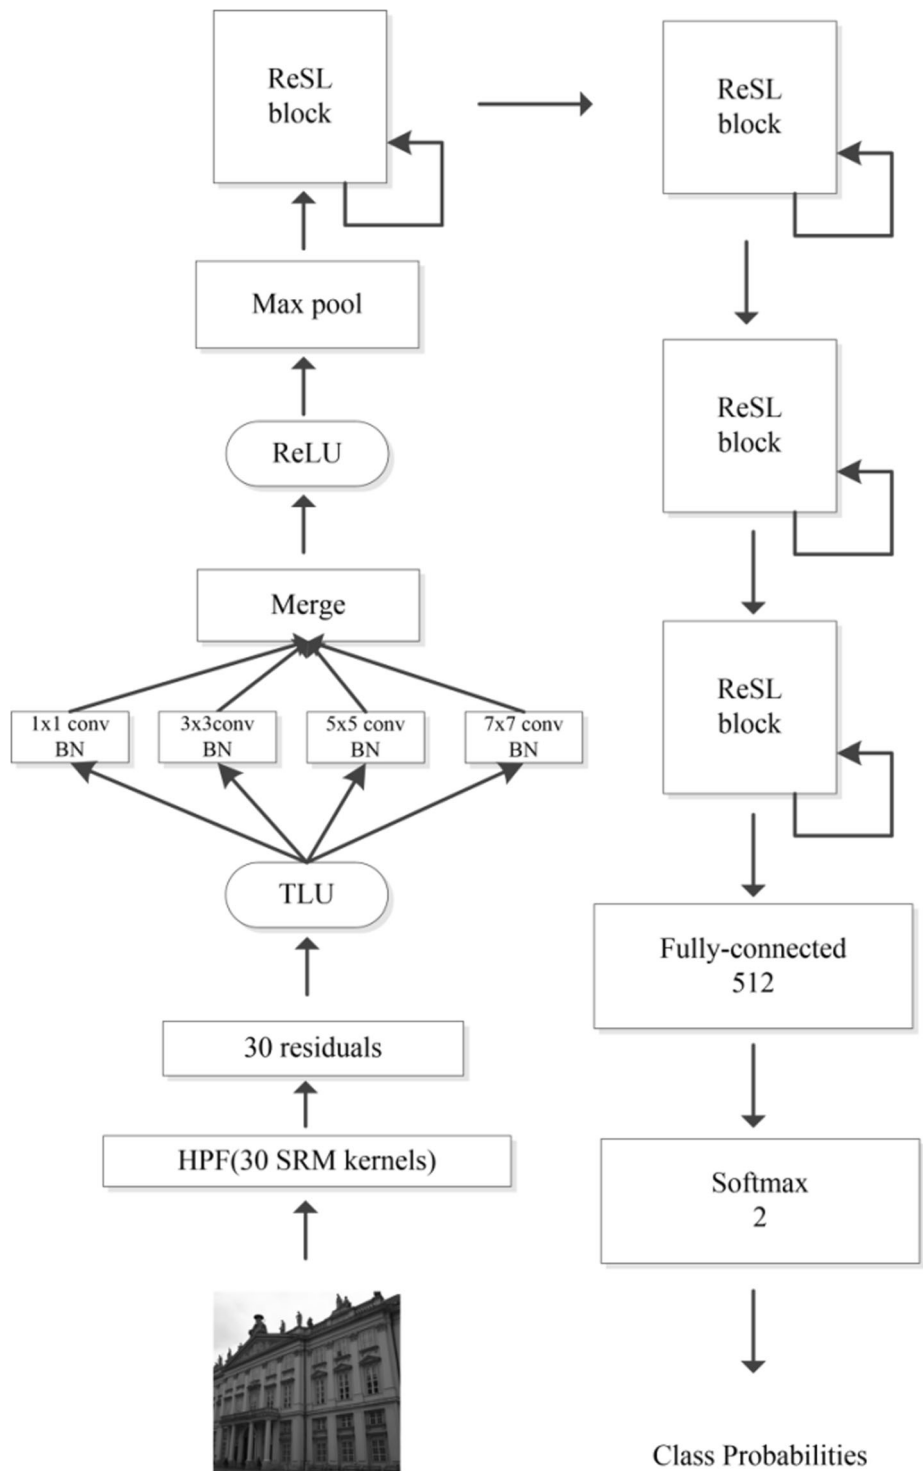 ReSL
block
Max pool
ReLU
Merge
1x1 conv
BN
3x3conv
BN
5x5 conv
BN
7x7 conv
BN
TLU
30 residuals
HPF(30 SRM kernels)
ReSL
block
ReSL
block
ReSL
block
Fully-connected
512
Softmax
2
Class Probabilities